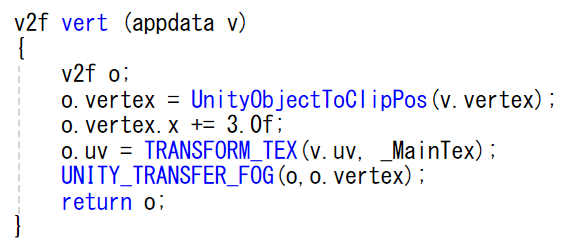 v2f vert (appdata v)
{
    v2f o;
    o.vertex = UnityObjectToClipPos(v.vertex);
    o.vertex.x += 3.0f;
    o.uv = TRANSFORM_TEX(v.uv, _MainTex);
    UNITY_TRANSFER_FOG(o,o.vertex);
    return o;
}